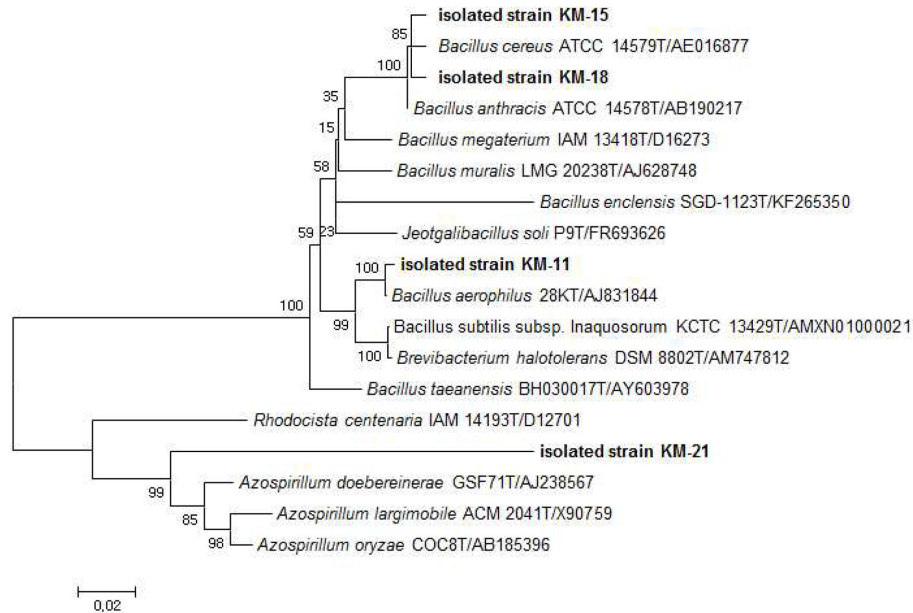 isolated strain KM-15
85
Bacillus cereus ATCC 14579T/AE016877
100
isolated strain KM-18
35
Bacillus anthracis ATCC 14578T/AB190217
15
Bacillus megaterium IAM 13418T/D16273
58
Bacillus muralis LMG 20238T/AJ628748
Bacillus enclensis SGD-1123T/KF265350
59
23
Jeotgalibacillus soli P9T/FR693626
100
isolated strain KM-11
Bacillus aerophilus 28KT/AJ831844
100
99
Bacillus subtilis subsp. Inaquosorum KCTC 13429T/AMXN01000021
100
Brevibacterium halotolerans DSM 8802T/AM747812
Bacillus taeanensis BH030017T/AY603978
Rhodocista centenaria IAM 14193T/D12701
isolated strain KM-21
99
Azospirillum doebereinerae GSF71T/AJ238567
85
Azospirillum largimobile ACM 2041T/X90759
98
Azospirillum oryzae COC8T/AB185396
0,02